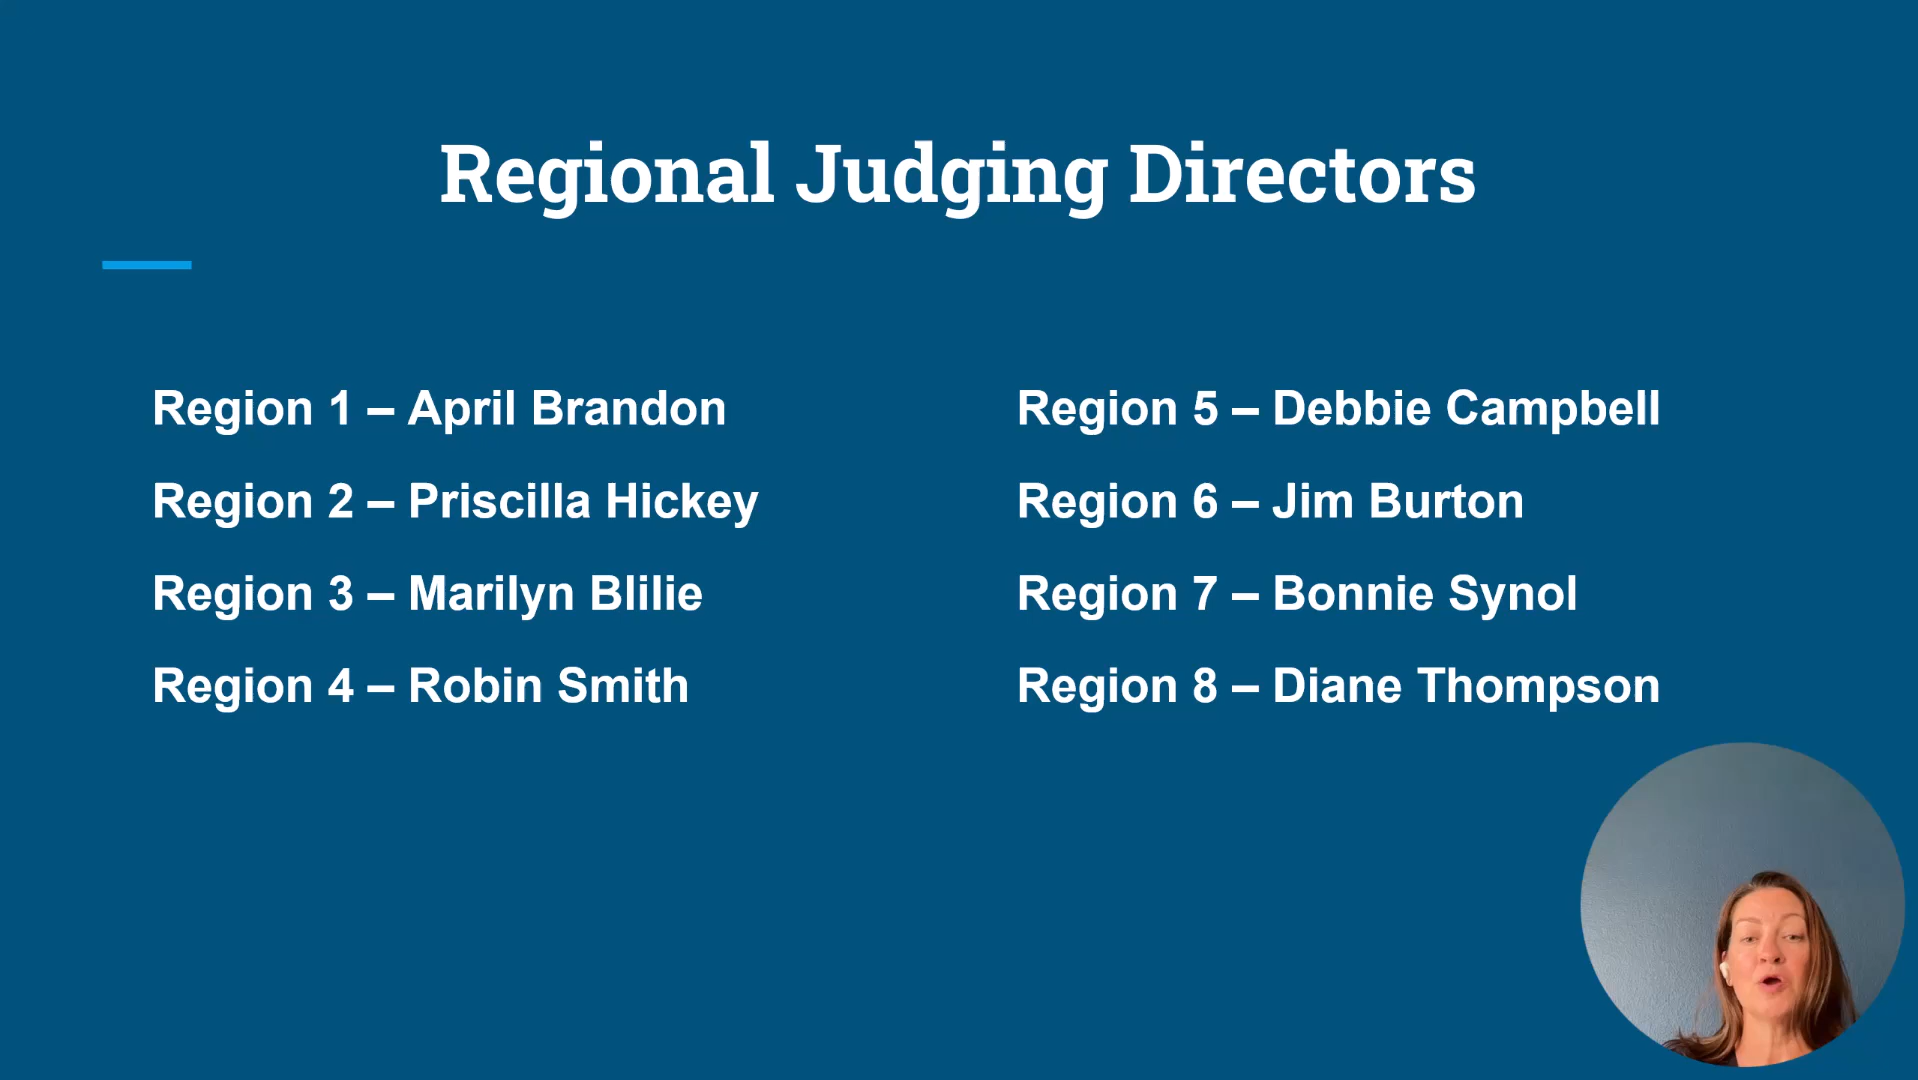 Regional Judging Directors
Region 1 – April Brandon
Region 2 – Priscilla Hickey
Region 3 – Marilyn Blilie
Region 4 – Robin Smith
Region 5 – Debbie Campbell
Region 6 – Jim Burton
Region 7 – Bonnie Synol
Region 8 – Diane Thompson